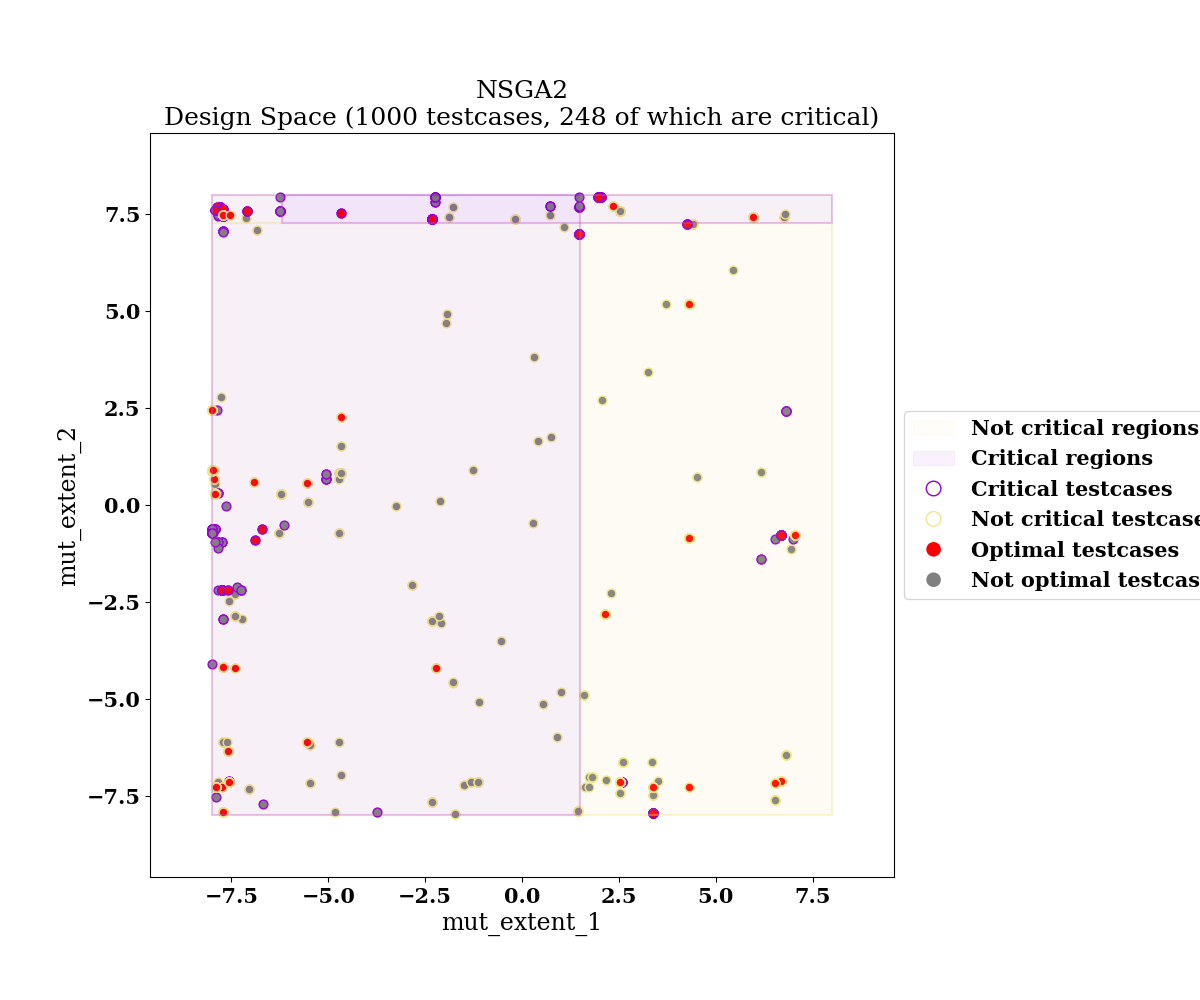 NSGA2
Design Space (1000 testcases, 248 of which are critical)
mut_extent_2
7.5
5.0
2.5
0.0
−2.5
−5.0
−7.5
−7.5 −5.0 −2.5 0.0 2.5 5.0 7.5
mut_extent_1
Not critical regions
Critical regions
Critical testcases
Not critical testcase
Optimal testcases
Not optimal testcas